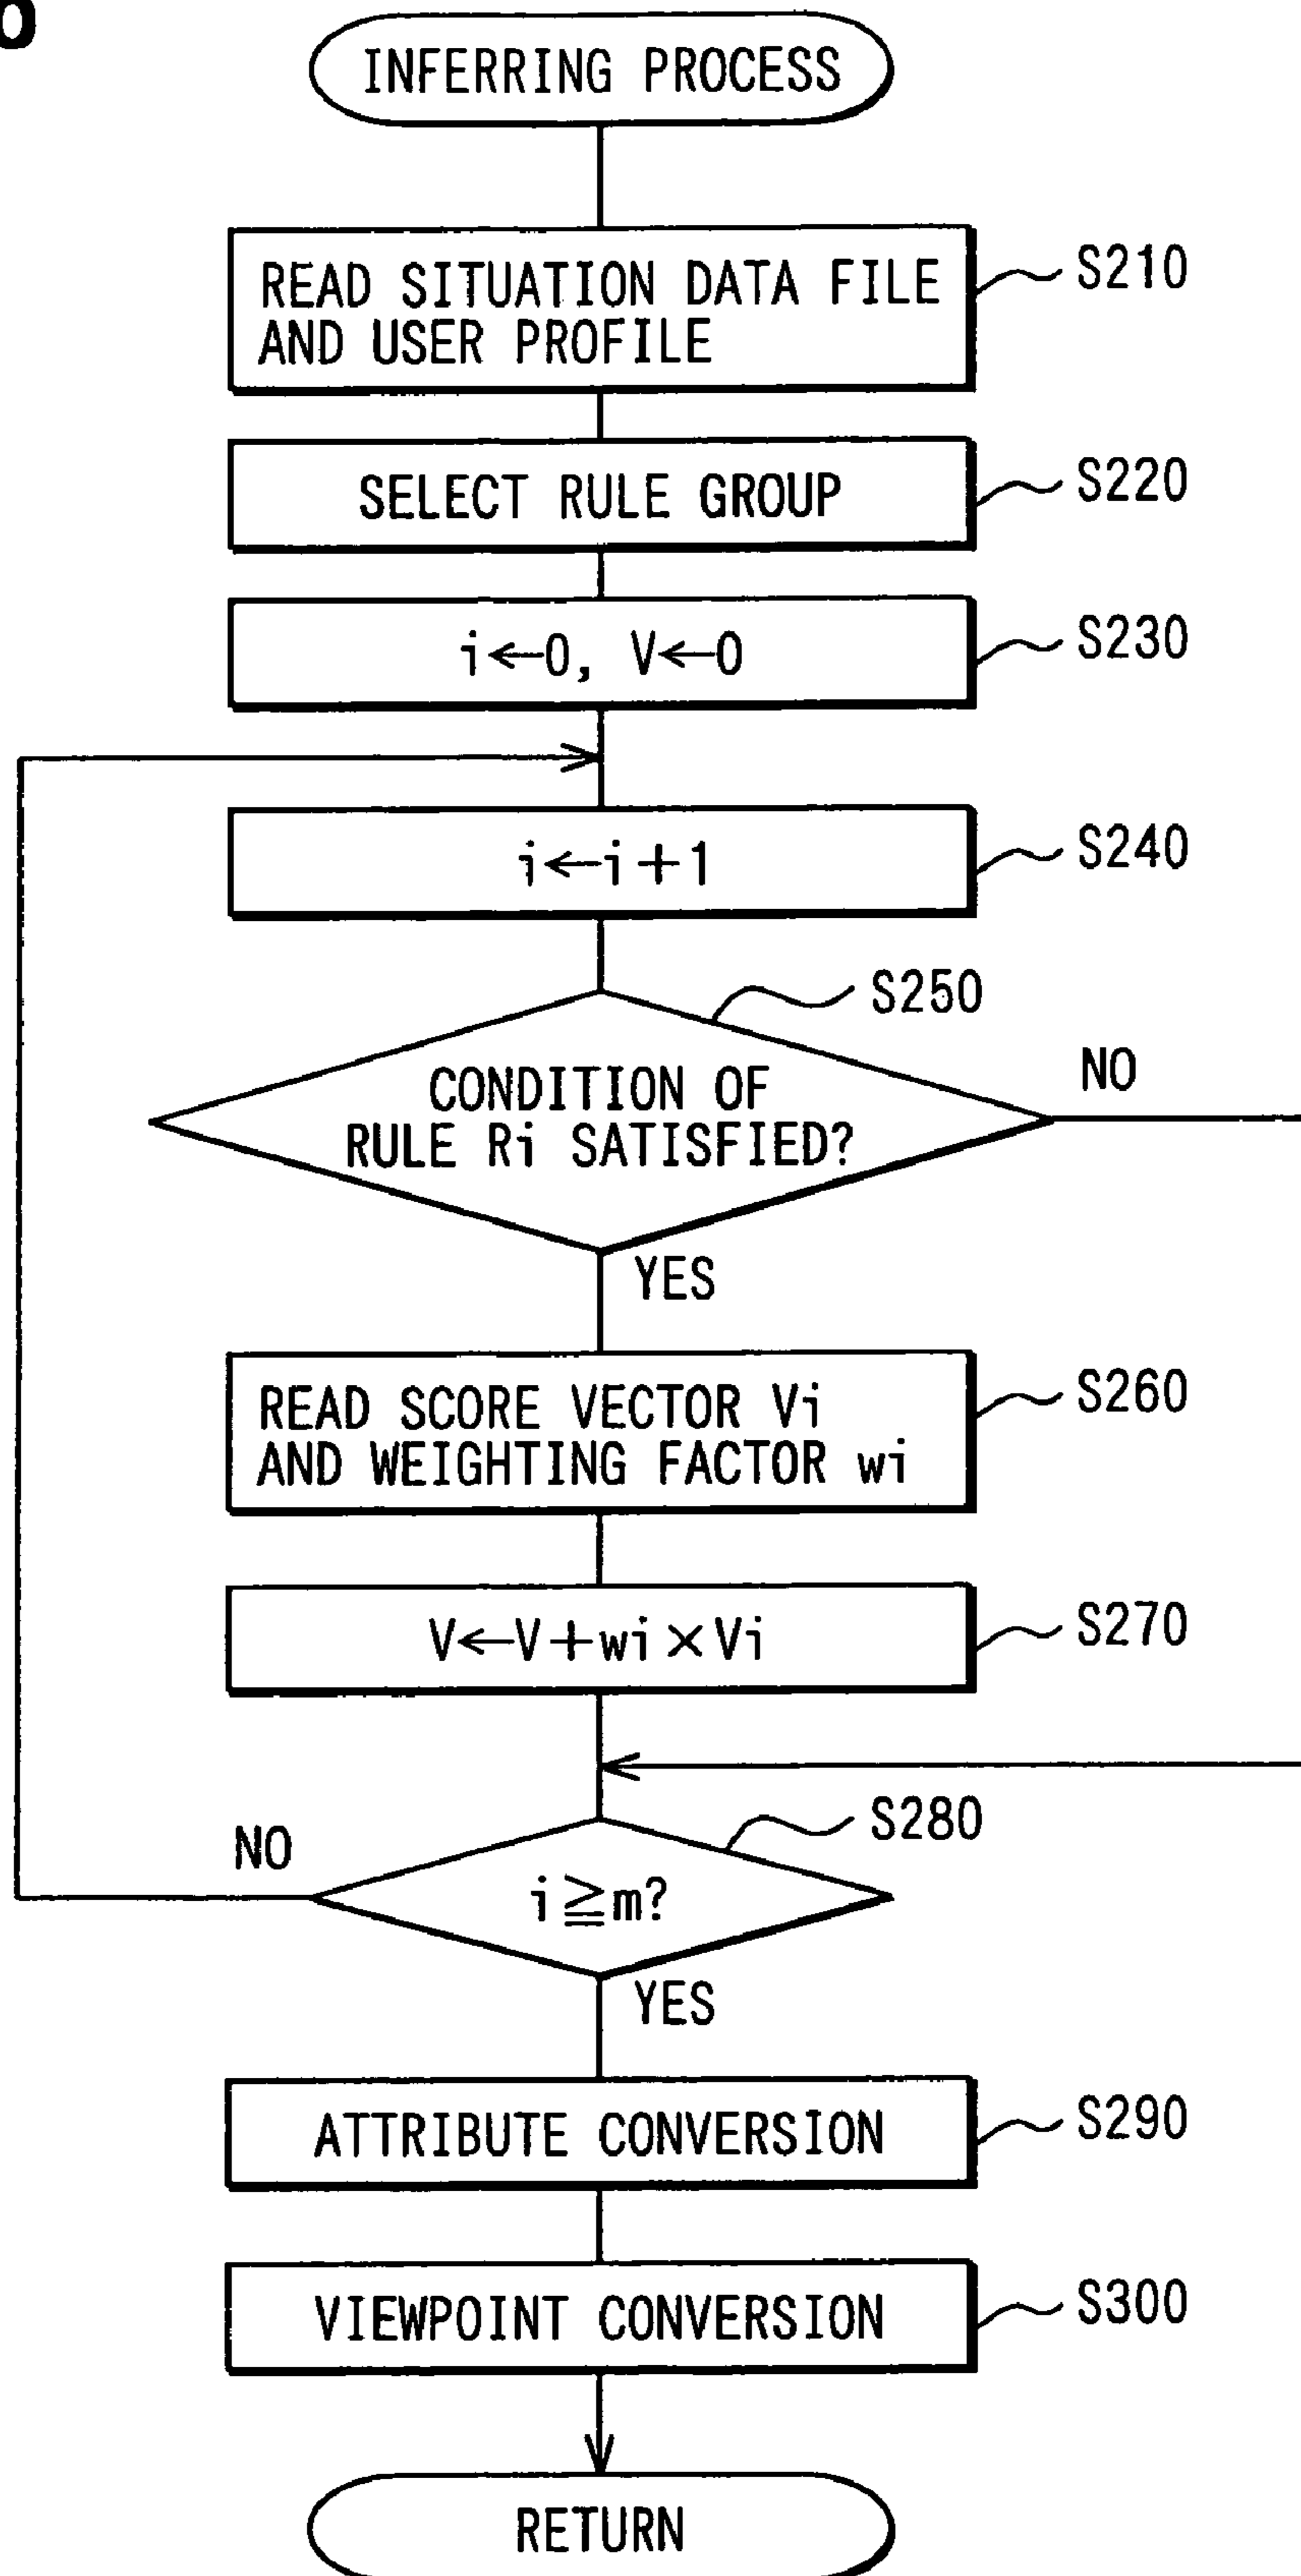 INFERRING PROCESS
READ SITUATION DATA FILE
AND USER PROFILE
S210
SELECT RULE GROUP
S220
i←0, V←0
S230
i←i+1
S240
S250
CONDITION OF
RULE Ri SATISFIED?
NO
YES
READ SCORE VECTOR Vi
AND WEIGHTING FACTOR wi
S260
V←V+wi×Vi
S270
S280
NO
i≧m?
YES
ATTRIBUTE CONVERSION
S290
VIEWPOINT CONVERSION
S300
RETURN